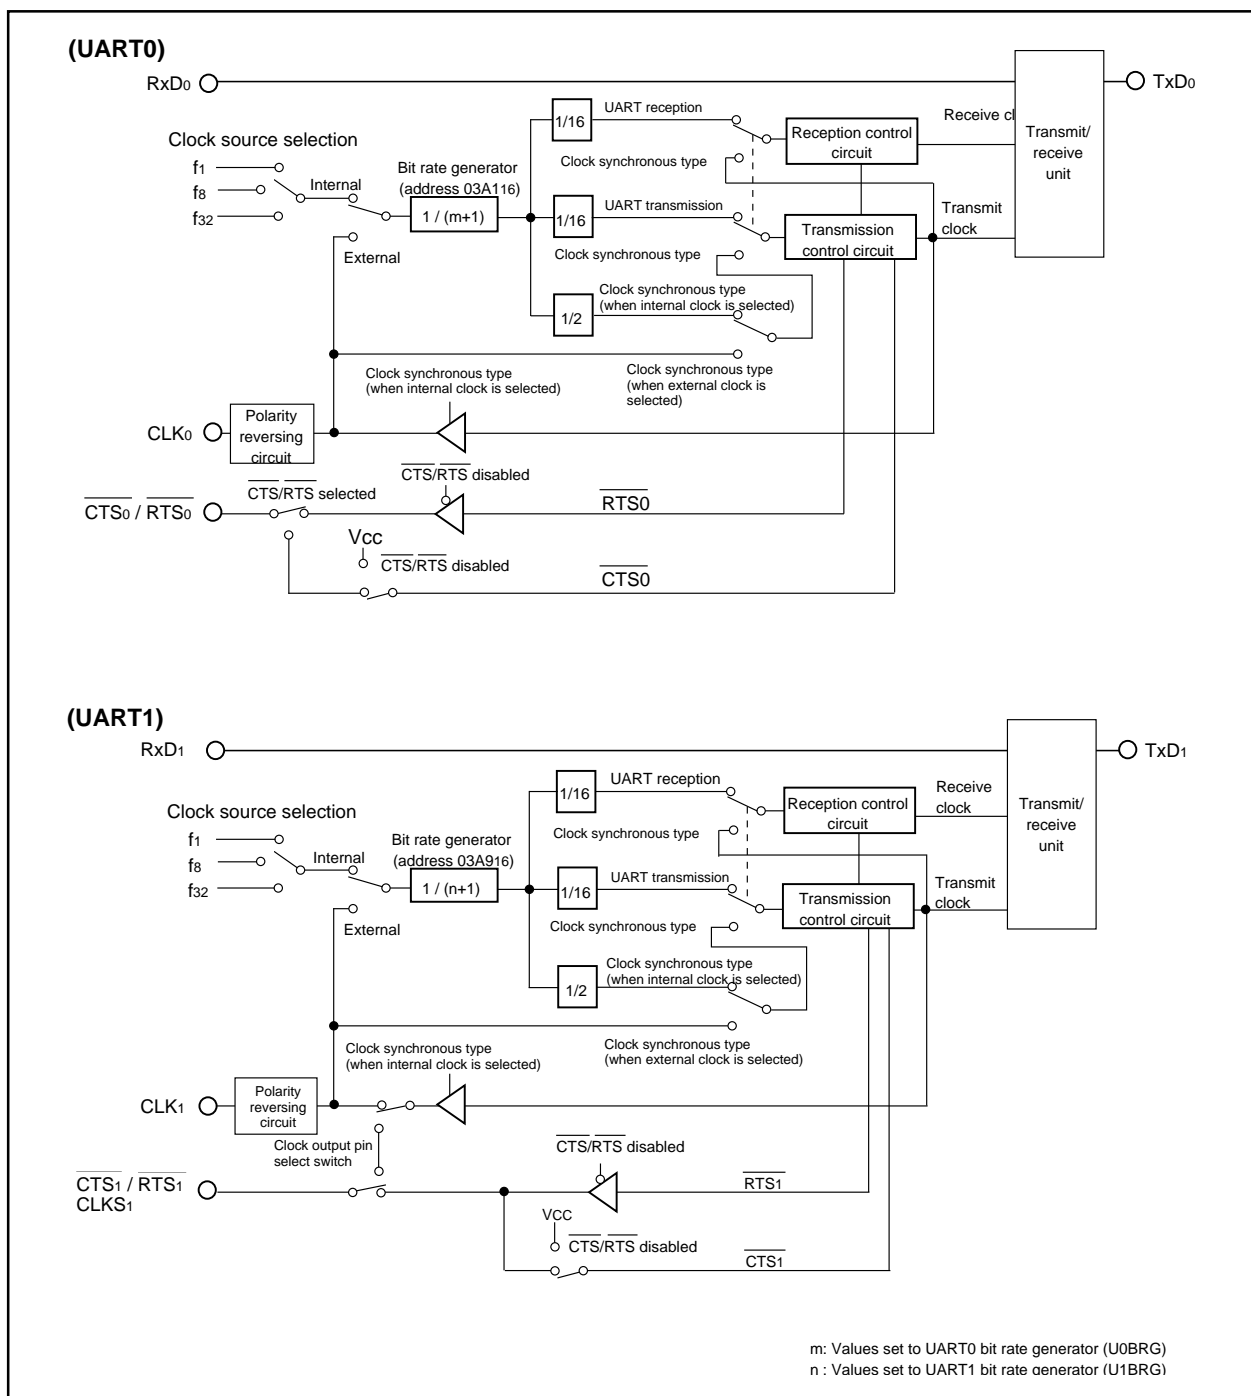 (UART0)
RxD0
TxD0
1/16
UART reception
Reception control
circuit
Receive cl
Transmit/
receive
unit
Clock source selection
f1
f8
f32
Internal
External
Bit rate generator
(address 03A116)
1 / (m+1)
Clock synchronous type
1/16
UART transmission
Transmission
control circuit
Transmit
clock
Clock synchronous type
1/2
Clock synchronous type
(when internal clock is selected)
Clock synchronous type
(when internal clock is selected)
Clock synchronous type
(when external clock is
selected)
CLK0
Polarity
reversing
circuit
CTS/RTS disabled
CTS0 / RTS0
CTS/RTS selected
RTS0
Vcc
CTS/RTS disabled
CTS0
(UART1)
RxD1
TxD1
1/16
UART reception
Reception control
circuit
Receive
clock
Transmit/
receive
unit
Clock source selection
f1
f8
f32
Internal
External
Bit rate generator
(address 03A916)
1 / (n+1)
Clock synchronous type
1/16
UART transmission
Transmission
control circuit
Transmit
clock
Clock synchronous type
1/2
Clock synchronous type
(when internal clock is selected)
Clock synchronous type
(when internal clock is selected)
Clock synchronous type
(when external clock is selected)
CLK1
Polarity
reversing
circuit
Clock output pin
select switch
CTS/RTS disabled
CTS1 / RTS1
CLKS1
RTS1
VCC
CTS/RTS disabled
CTS1
m: Values set to UART0 bit rate generator (U0BRG)
n : Values set to UART1 bit rate generator (U1BRG)